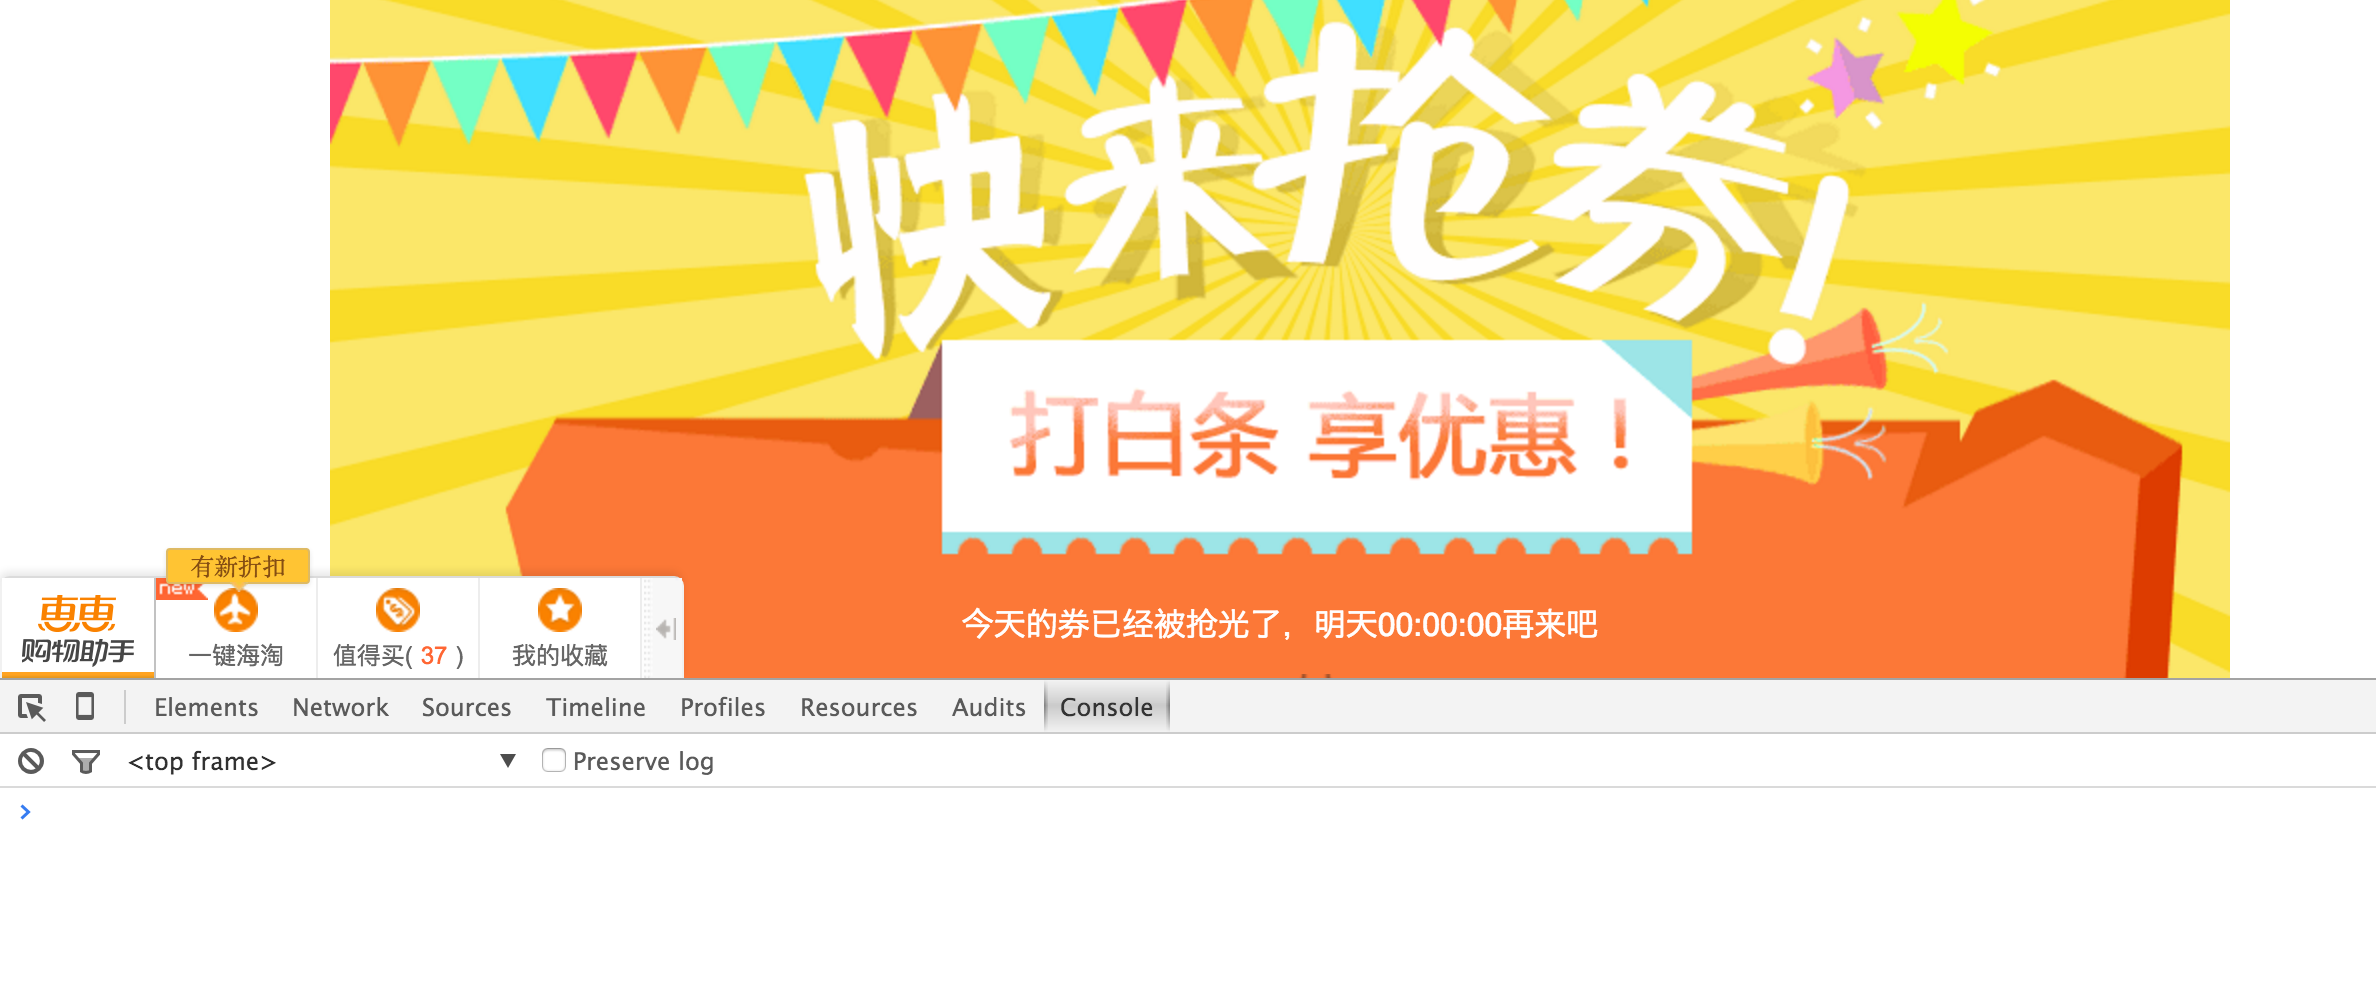 快来抢券!
打白条 享优惠！
今天的券已经被抢光了，明天00:00:00再来吧
有新折扣
new
惠惠
购物助手
一键海淘
值得买( 37 )
我的收藏
Elements Network Sources Timeline Profiles Resources Audits Console
<top frame> ▼ Preserve log
>